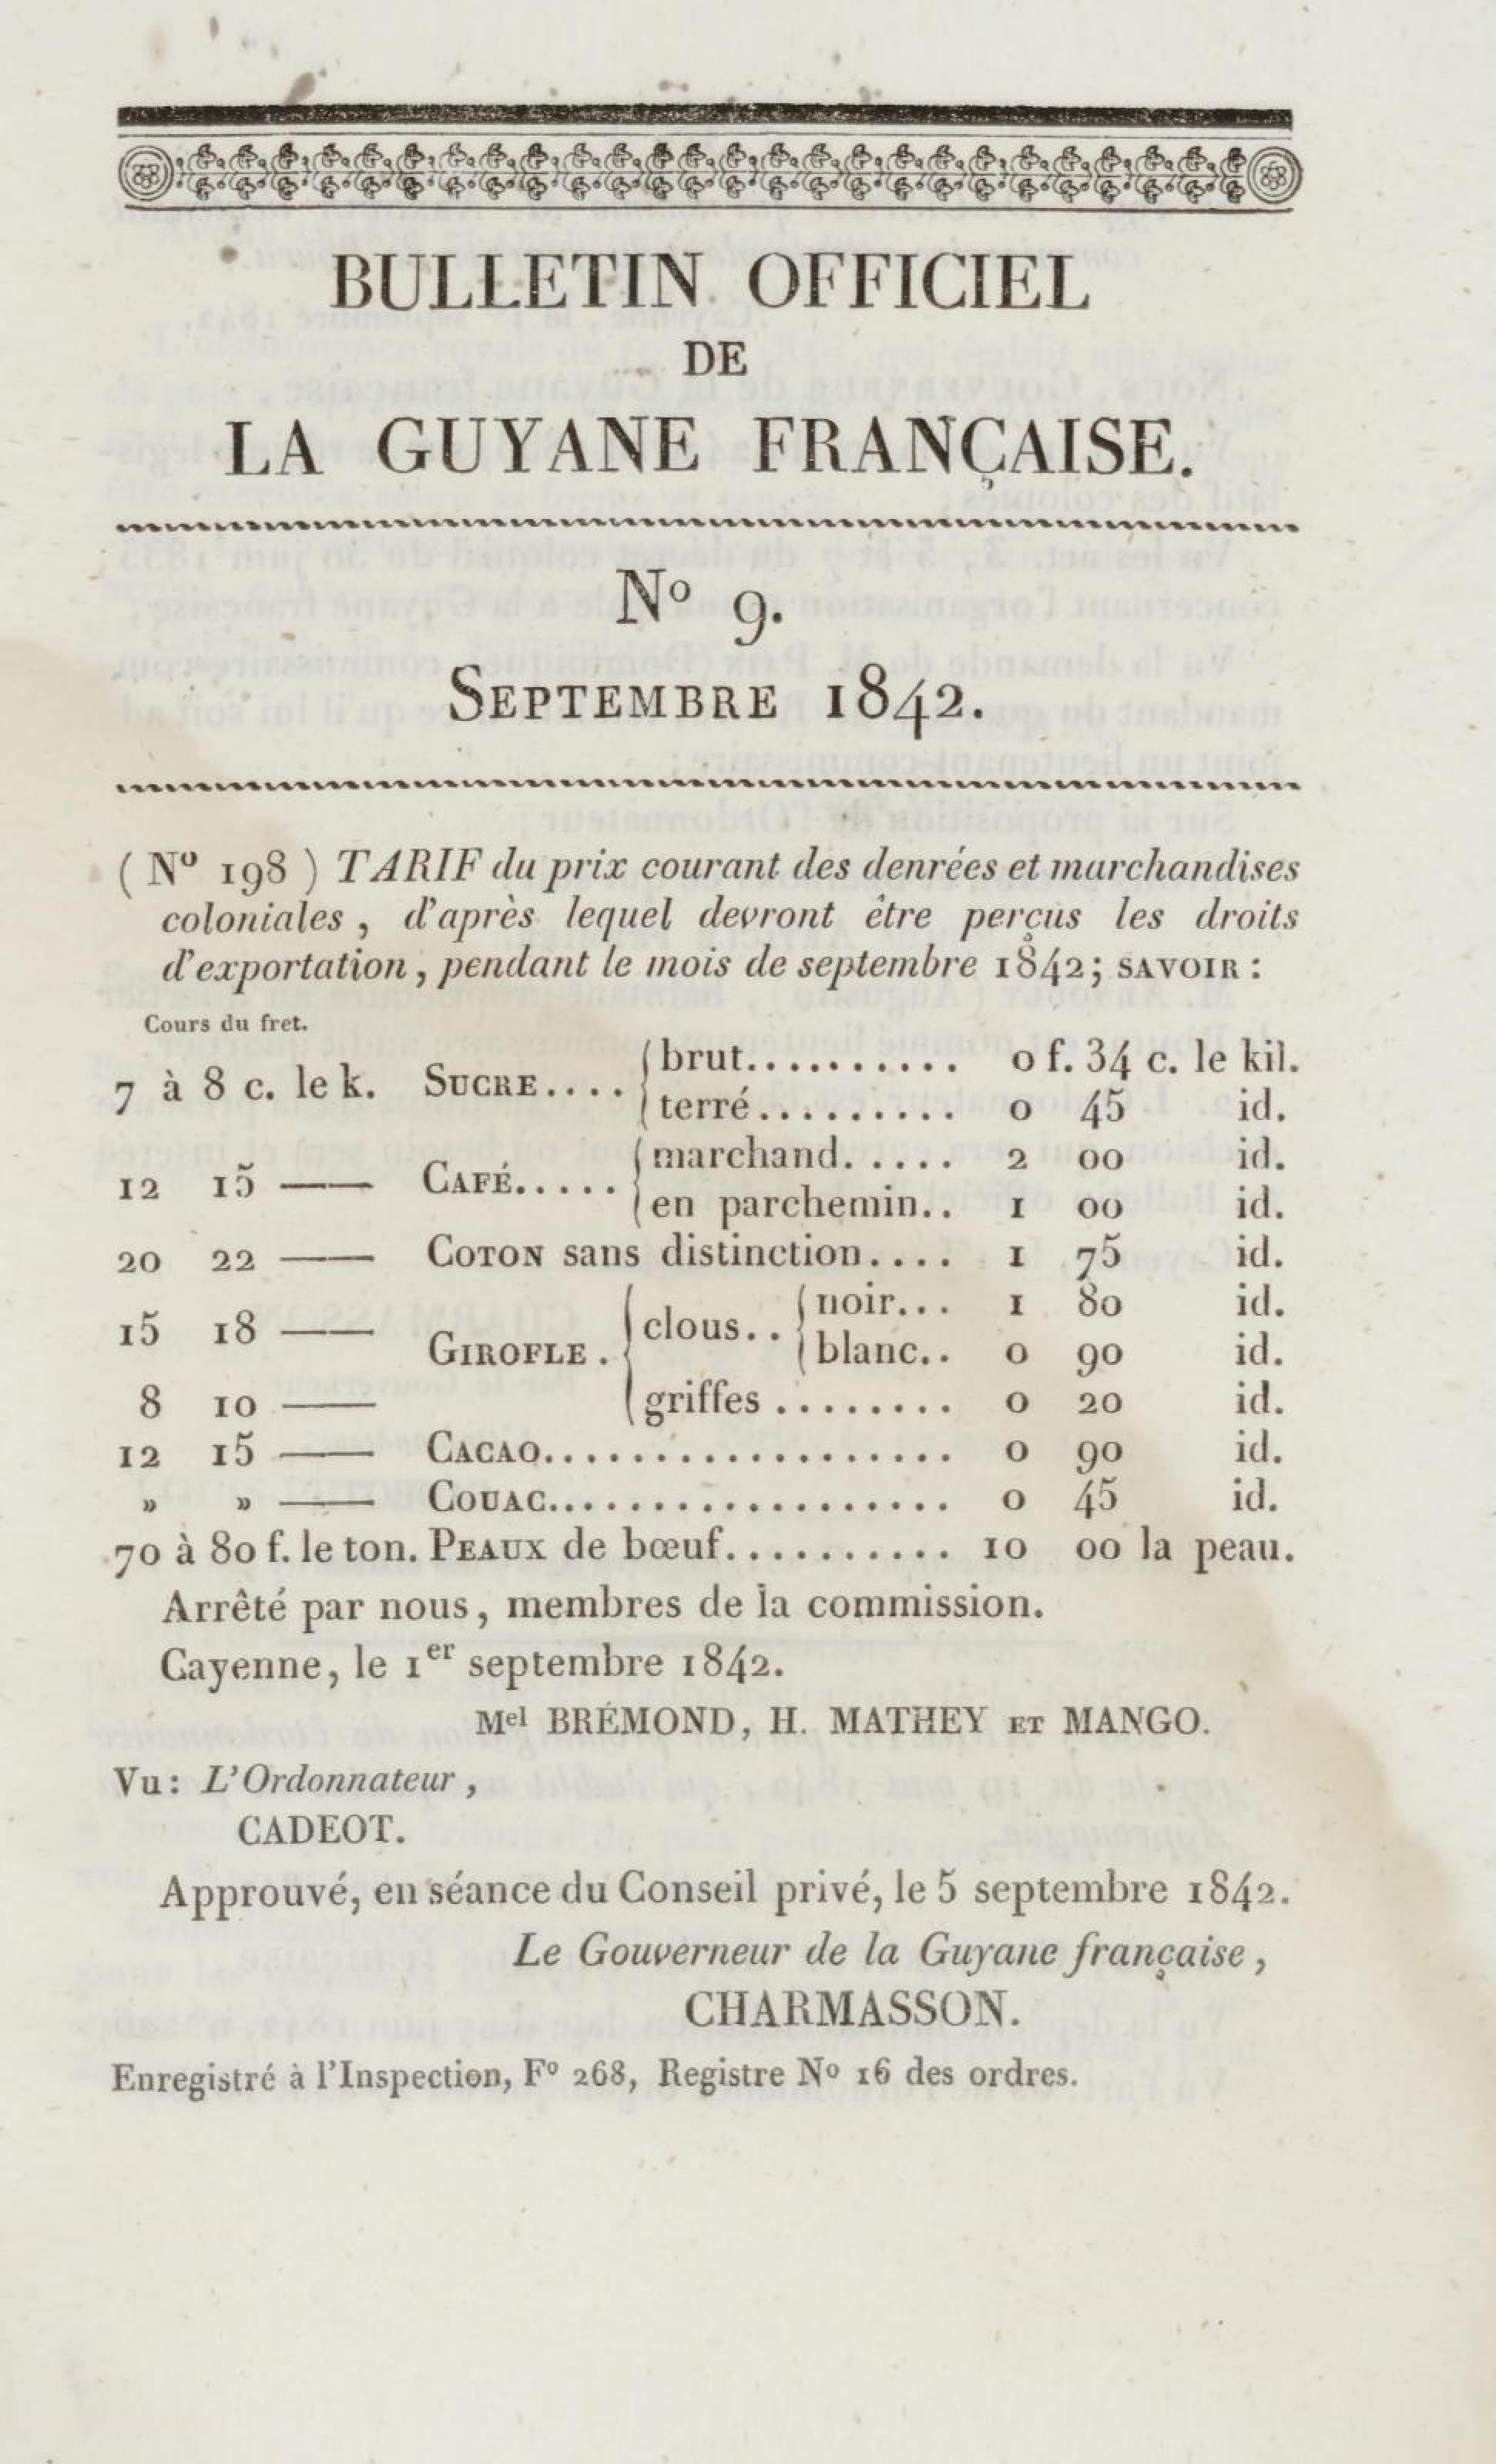 BULLETIN OFFICIEL
DE
LA GUYANE FRANÇAISE.
Nº 9.
SEPTEMBRE 1842.
(Nº 198) TARIF du prix courant des denrées et marchandises
coloniales, d'après lequel devront être perçus les droits
d'exportation, pendant le mois de septembre 1842; SAVOIR :
Cours du fret.
7 à 8 c. le k. SUCRE.... { brut.......... 0 f. 34 c. le kil.
{ terré......... 0 45 id.
12 15 —— CAFÉ..... { marchand..... 2 00 id.
{ en parchemin.. 1 00 id.
20 22 —— COTON sans distinction.... 1 75 id.
15 18 —— GIROFLE . { clous.. { noir... 1 80 id.
{ blanc.. 0 90 id.
8 10 —— { griffes ........ 0 20 id.
12 15 —— CACAO................... 0 90 id.
» » —— COUAC................... 0 45 id.
70 à 80 f. le ton. PEAUX de bœuf.......... 10 00 la peau.
Arrêté par nous, membres de la commission.
Cayenne, le 1er septembre 1842.
Mel BRÉMOND, H. MATHEY ET MANGO.
Vu : L'Ordonnateur,
CADEOT.
Approuvé, en séance du Conseil privé, le 5 septembre 1842.
Le Gouverneur de la Guyane française,
CHARMASSON.
Enregistré à l'Inspection, Fº 268, Registre Nº 16 des ordres.